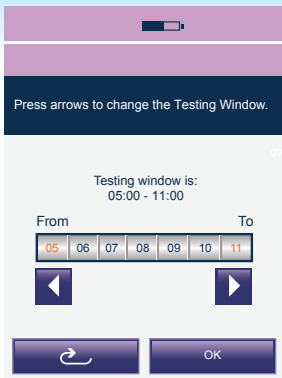 Press arrows to change the Testing Window.
Testing window is:
05:00 - 11:00
From To
05 06 07 08 09 10 11
OK